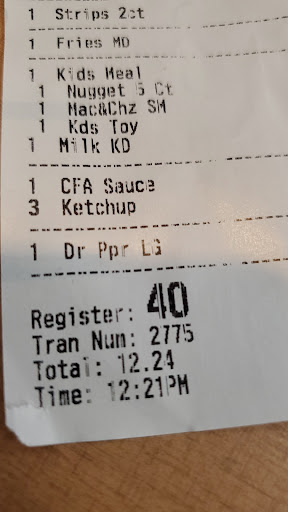 1 Strips 2ct
1 Fries MD
1 Kids Meal
1 Nugget 5 Ct
1 Mac&Chz SM
1 Kds Toy
1 Milk KD
1 CFA Sauce
3 Ketchup
1 Dr Ppr LG
Register: 40
Tran Num: 2775
Total: 12.24
Time: 12:21PM